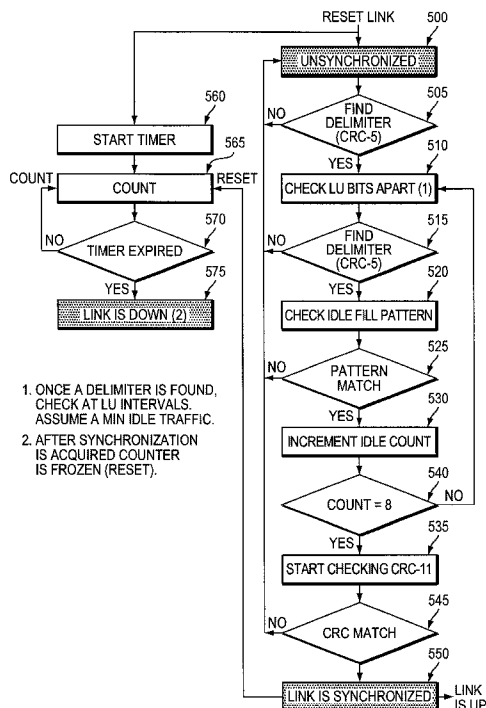 RESET LINK
500
UNSYNCHRONIZED
505
NO
FIND
DELIMITER
(CRC-5)
YES
510
CHECK LU BITS APART (1)
515
NO
FIND
DELIMITER
(CRC-5)
YES
520
CHECK IDLE FILL PATTERN
525
NO
PATTERN
MATCH
YES
530
INCREMENT IDLE COUNT
540
COUNT = 8
NO
YES
535
START CHECKING CRC-11
545
NO
CRC MATCH
YES
550
LINK IS SYNCHRONIZED
LINK
IS UP
560
START TIMER
565
COUNT
COUNT
RESET
570
NO
TIMER EXPIRED
YES
575
LINK IS DOWN (2)
1. ONCE A DELIMITER IS FOUND,
CHECK AT LU INTERVALS.
ASSUME A MIN IDLE TRAFFIC.
2. AFTER SYNCHRONIZATION
IS ACQUIRED COUNTER
IS FROZEN (RESET).